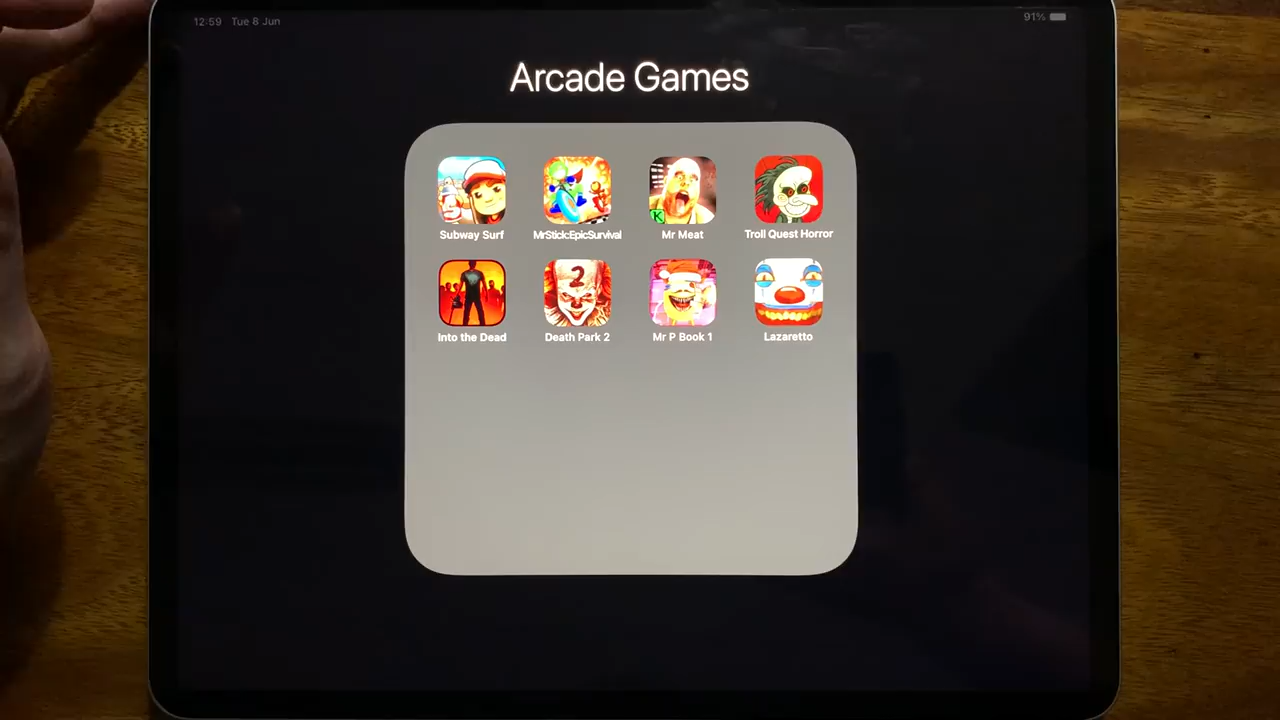 12:59 Tue 8 Jun
91%
Arcade Games
Subway Surf
MrStick:EpicSurvival
Mr Meat
Troll Quest Horror
K
2
Into the Dead
Death Park 2
Mr P Book 1
Lazaretto